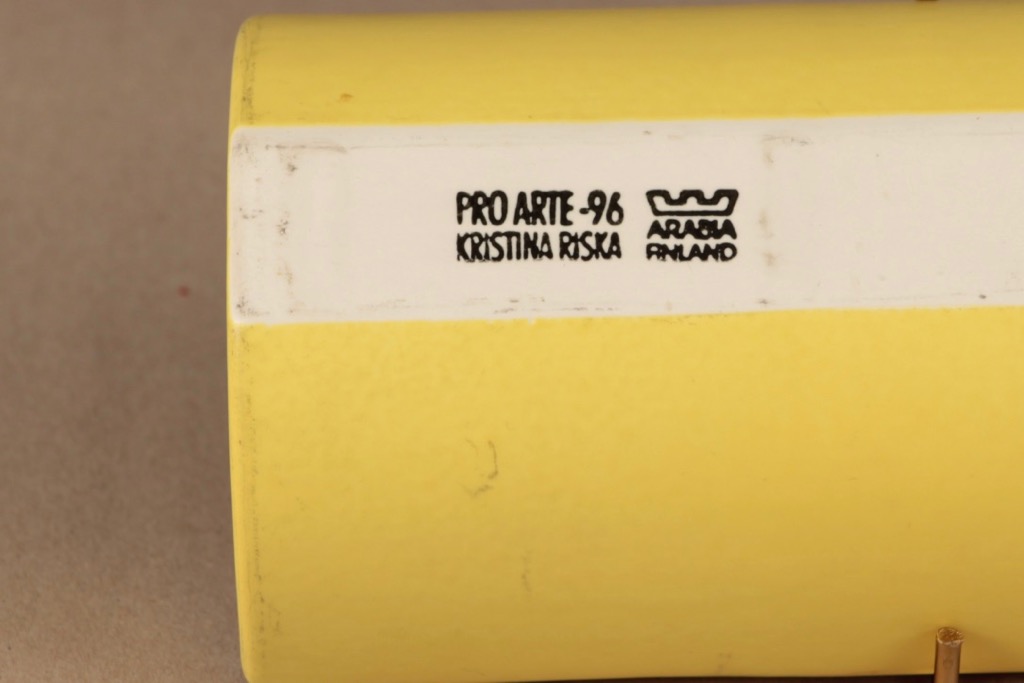 PRO ARTE -96
KRISTINA RISKA
ARABIA
FINLAND